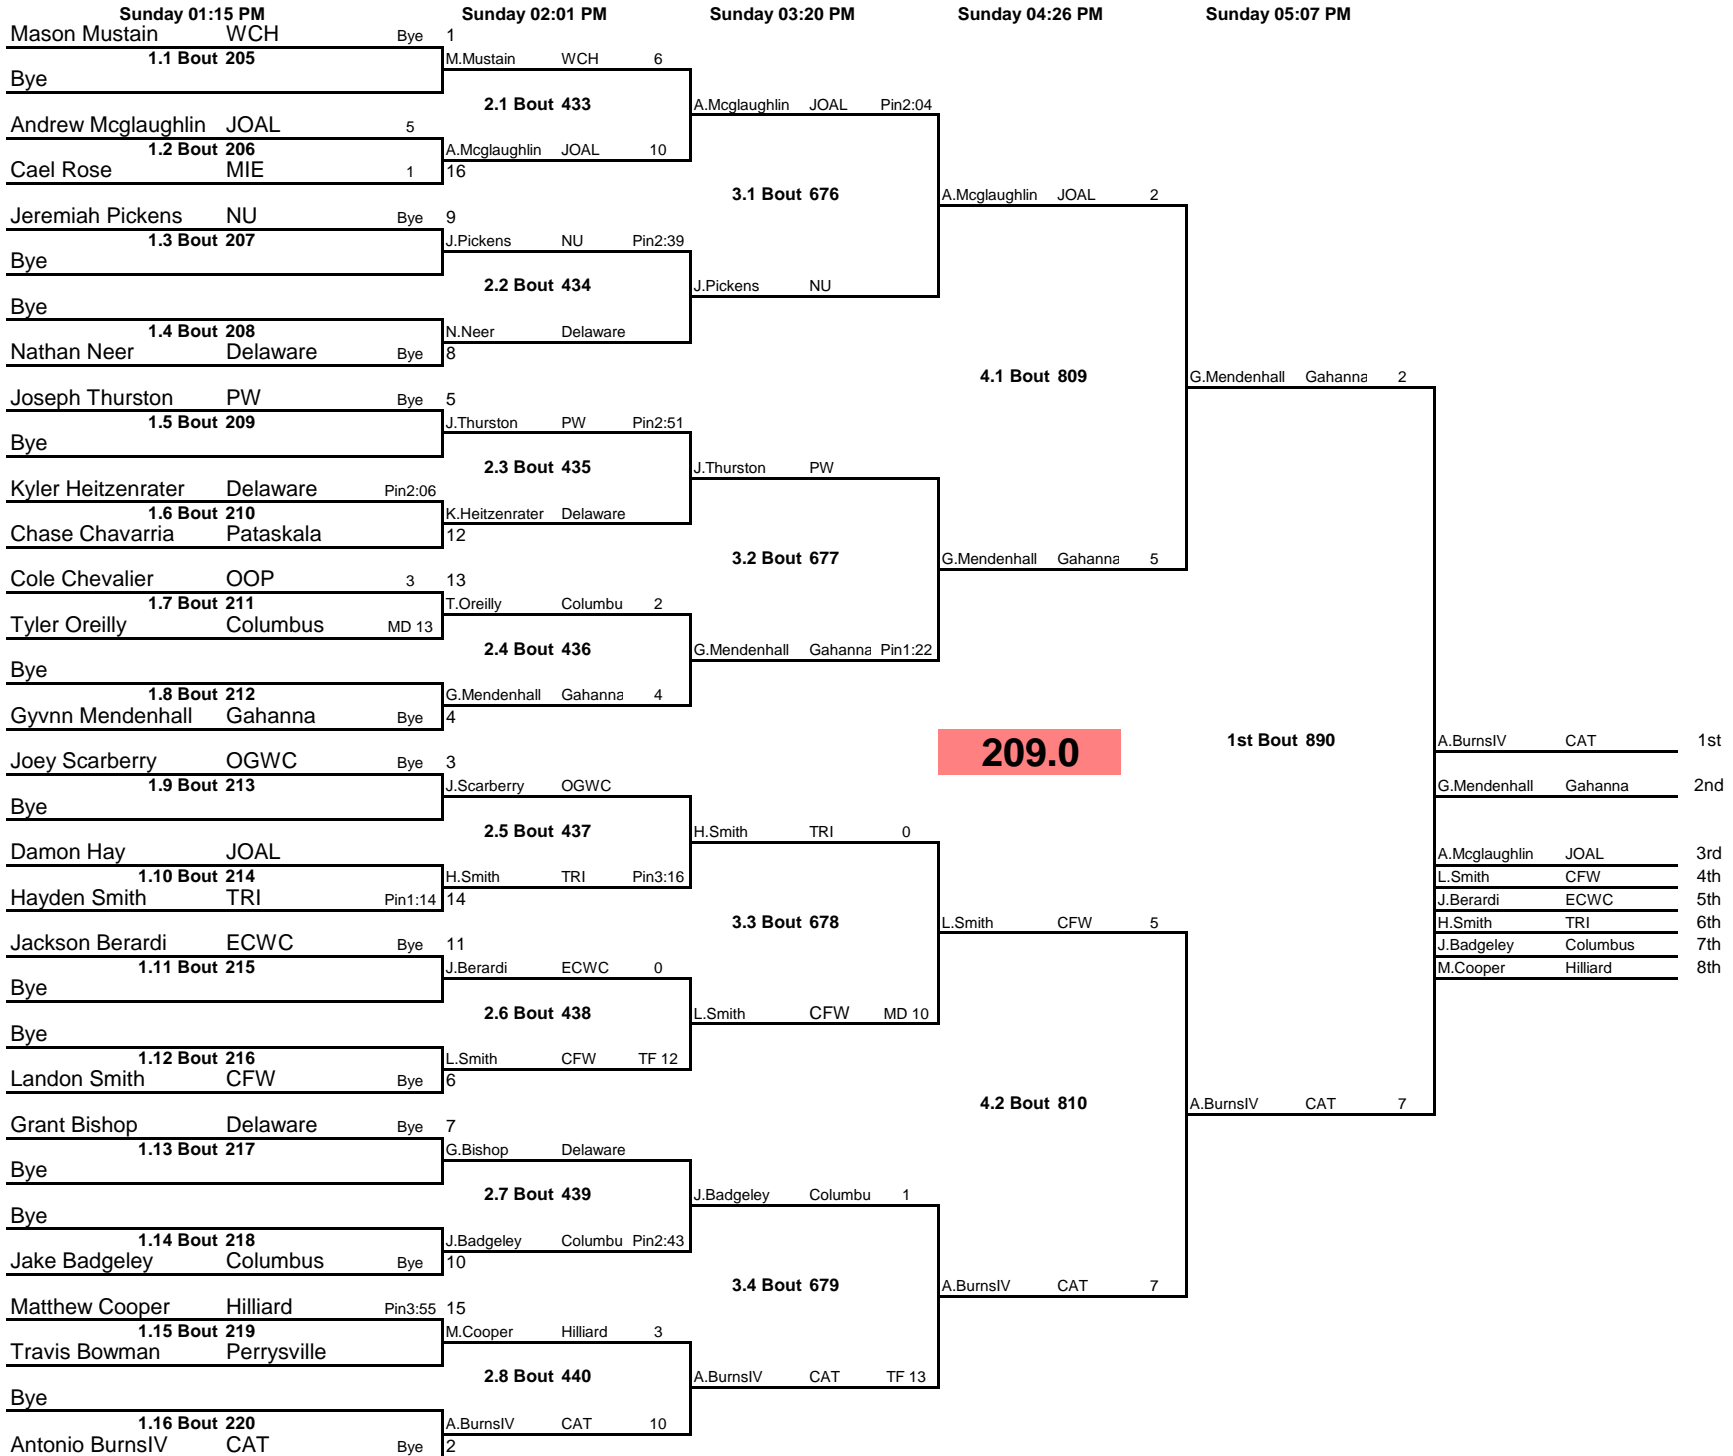 Sunday 01:15 PM Sunday 02:01 PM Sunday 03:20 PM Sunday 04:26 PM Sunday 05:07 PM
Mason Mustain WCH Bye 1
1.1 Bout 205 M.Mustain WCH 6
Bye
2.1 Bout 433 A.Mcglaughlin JOAL Pin2:04
Andrew Mcglaughlin JOAL 5
1.2 Bout 206 A.Mcglaughlin JOAL 10
Cael Rose MIE 1 16
3.1 Bout 676 A.Mcglaughlin JOAL 2
Jeremiah Pickens NU Bye 9
1.3 Bout 207 J.Pickens NU Pin2:39
Bye
2.2 Bout 434 J.Pickens NU
Bye
1.4 Bout 208 N.Neer Delaware
Nathan Neer Delaware Bye 8
4.1 Bout 809 G.Mendenhall Gahanna 2
Joseph Thurston PW Bye 5
1.5 Bout 209 J.Thurston PW Pin2:51
Bye
2.3 Bout 435 J.Thurston PW
Kyler Heitzenrater Delaware Pin2:06
1.6 Bout 210 K.Heitzenrater Delaware
Chase Chavarria Pataskala 12
3.2 Bout 677 G.Mendenhall Gahanna 5
Cole Chevalier OOP 3 13
1.7 Bout 211 T.Oreilly Columbu 2
Tyler Oreilly Columbus MD 13
2.4 Bout 436 G.Mendenhall Gahanna Pin1:22
Bye
1.8 Bout 212 G.Mendenhall Gahanna 4
Gyvnn Mendenhall Gahanna Bye 4
209.0 1st Bout 890 A.BurnsIV CAT 1st
Joey Scarberry OGWC Bye 3
1.9 Bout 213 J.Scarberry OGWC G.Mendenhall Gahanna 2nd
Bye
2.5 Bout 437 H.Smith TRI 0
Damon Hay JOAL A.Mcglaughlin JOAL 3rd
1.10 Bout 214 H.Smith TRI Pin3:16 L.Smith CFW 4th
Hayden Smith TRI Pin1:14 14 J.Berardi ECWC 5th
3.3 Bout 678 L.Smith CFW 5 H.Smith TRI 6th
Jackson Berardi ECWC Bye 11 J.Badgeley Columbus 7th
1.11 Bout 215 J.Berardi ECWC 0 M.Cooper Hilliard 8th
Bye
2.6 Bout 438 L.Smith CFW MD 10
Bye
1.12 Bout 216 L.Smith CFW TF 12
Landon Smith CFW Bye 6
4.2 Bout 810 A.BurnsIV CAT 7
Grant Bishop Delaware Bye 7
1.13 Bout 217 G.Bishop Delaware
Bye
2.7 Bout 439 J.Badgeley Columbu 1
Bye
1.14 Bout 218 J.Badgeley Columbu Pin2:43
Jake Badgeley Columbus Bye 10
3.4 Bout 679 A.BurnsIV CAT 7
Matthew Cooper Hilliard Pin3:55 15
1.15 Bout 219 M.Cooper Hilliard 3
Travis Bowman Perrysville
2.8 Bout 440 A.BurnsIV CAT TF 13
Bye
1.16 Bout 220 A.BurnsIV CAT 10
Antonio BurnsIV CAT Bye 2